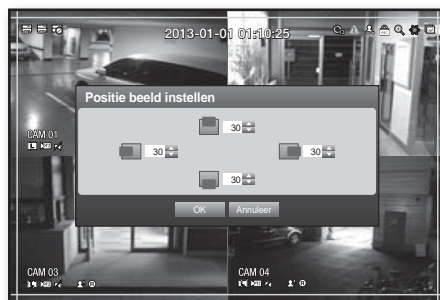 2013-01-01 01:10:25
Positie beeld instellen
CAM 01
30
30
30
30
OK Annuleer
CAM 03
CAM 04